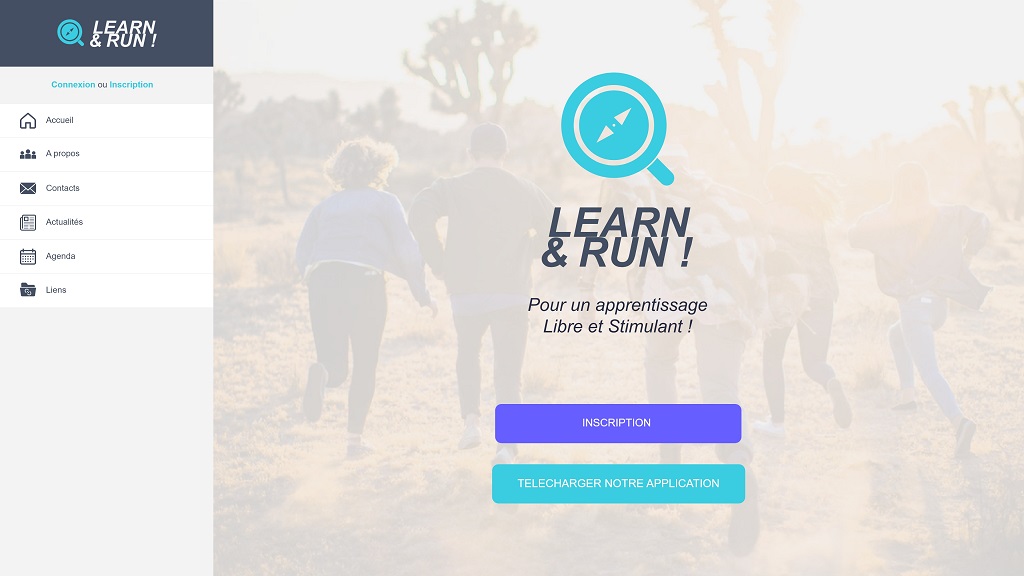 LEARN
& RUN !
Connexion ou Inscription
Accueil
A propos
Contacts
Actualités
Agenda
Liens
LEARN
& RUN !
Pour un apprentissage
Libre et Stimulant !
INSCRIPTION
TELECHARGER NOTRE APPLICATION